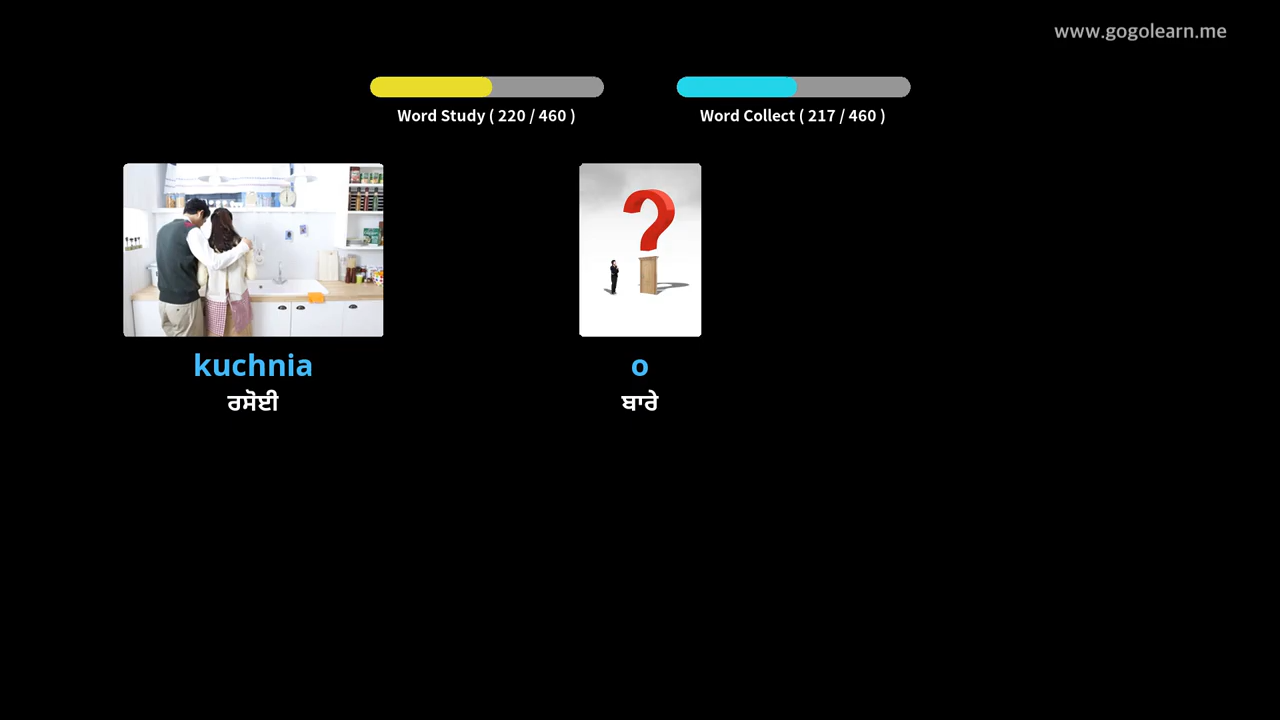 www.gogolearn.me
Word Study ( 220 / 460 )
Word Collect ( 217 / 460 )
kuchnia
ਰਸੋਈ
o
ਬਾਰੇ